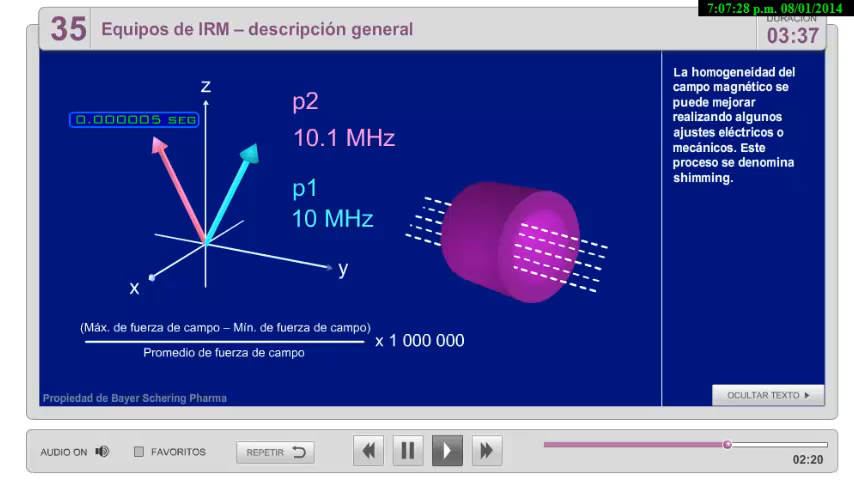 7:07:28 p.m. 08/01/2014
35 Equipos de IRM – descripción general
DURACIÓN
03:37
z
0.000005 SEG
p2
10.1 MHz
p1
10 MHz
y
x
(Máx. de fuerza de campo – Mín. de fuerza de campo)
x 1 000 000
Promedio de fuerza de campo
Propiedad de Bayer Schering Pharma
La homogeneidad del
campo magnético se
puede mejorar
realizando algunos
ajustes eléctricos o
mecánicos. Este
proceso se denomina
shimming.
OCULTAR TEXTO
AUDIO ON
FAVORITOS
REPETIR
02:20